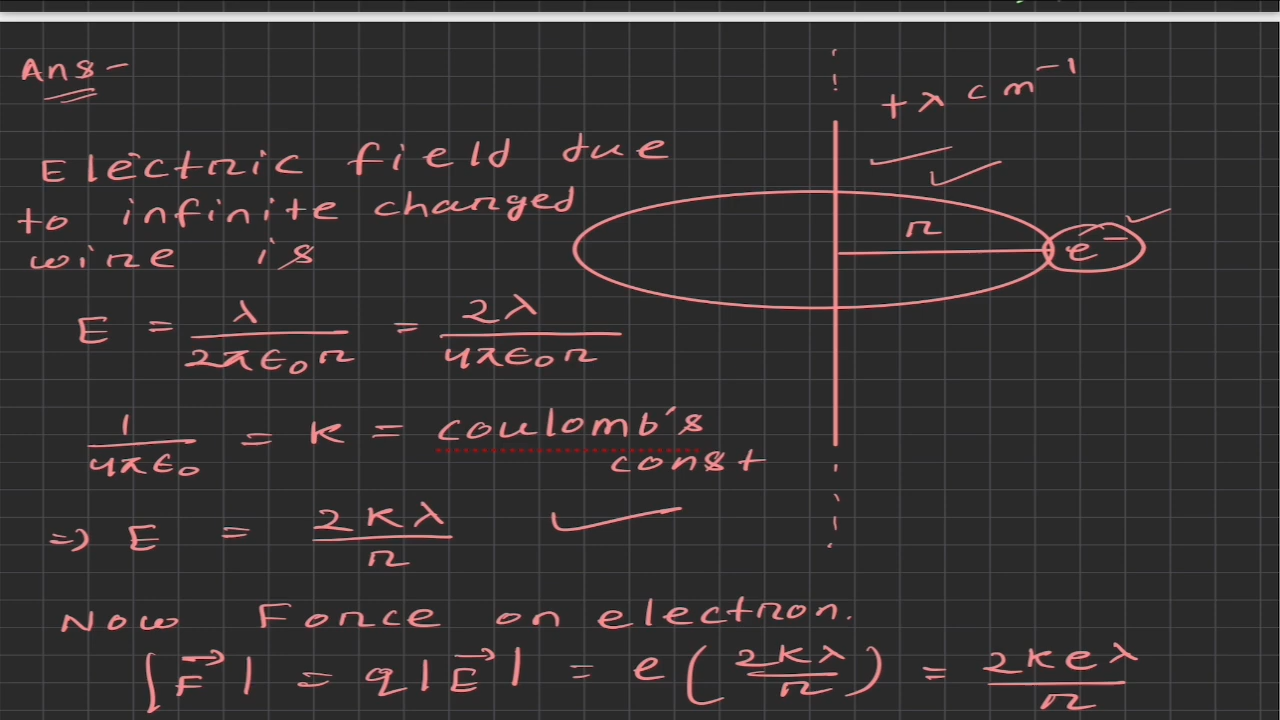 Ans-
+λ cm⁻¹
Electric field due
to infinite charged
wire is
r
e⁻
E = λ/(2πϵ₀r) = 2λ/(4πϵ₀r)
1/(4πϵ₀) = K = coulomb's
const
=> E = 2Kλ/r
Now Force on electron.
|F⃗| = q|E⃗| = e(2Kλ/r) = 2Keλ/r